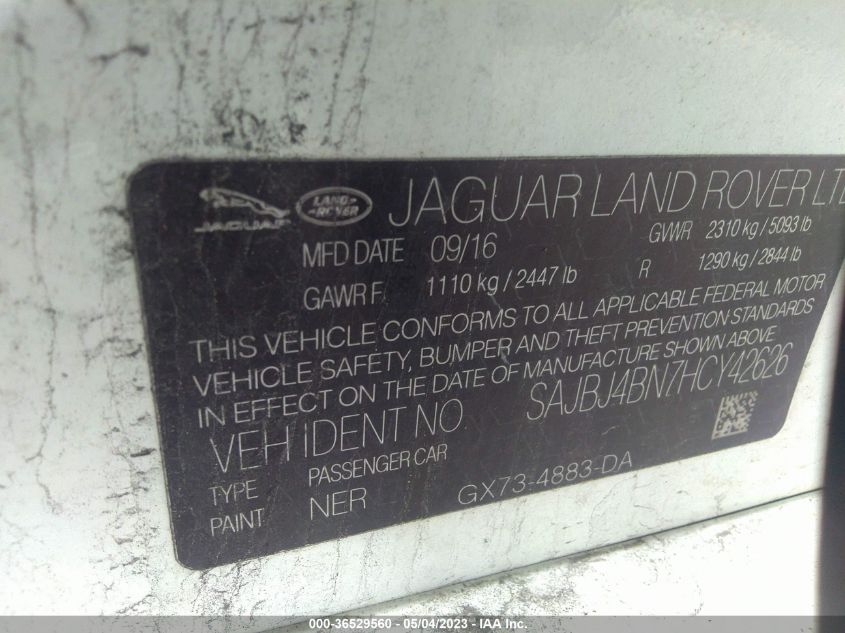 JAGUAR LAND-ROVER JAGUAR LAND ROVER LTD
MFD DATE 09/16 GVWR 2310 kg / 5093 lb
GAWR F. 1110 kg / 2447 lb R 1290 kg / 2844 lb
THIS VEHICLE CONFORMS TO ALL APPLICABLE FEDERAL MOTOR
VEHICLE SAFETY, BUMPER AND THEFT PREVENTION STANDARDS
IN EFFECT ON THE DATE OF MANUFACTURE SHOWN ABOVE
VEH IDENT NO. SAJBJ4BN7HCY42626
TYPE PASSENGER CAR
PAINT NER GX73-4883-DA
000-36529560 - 05/04/2023 - IAA Inc.